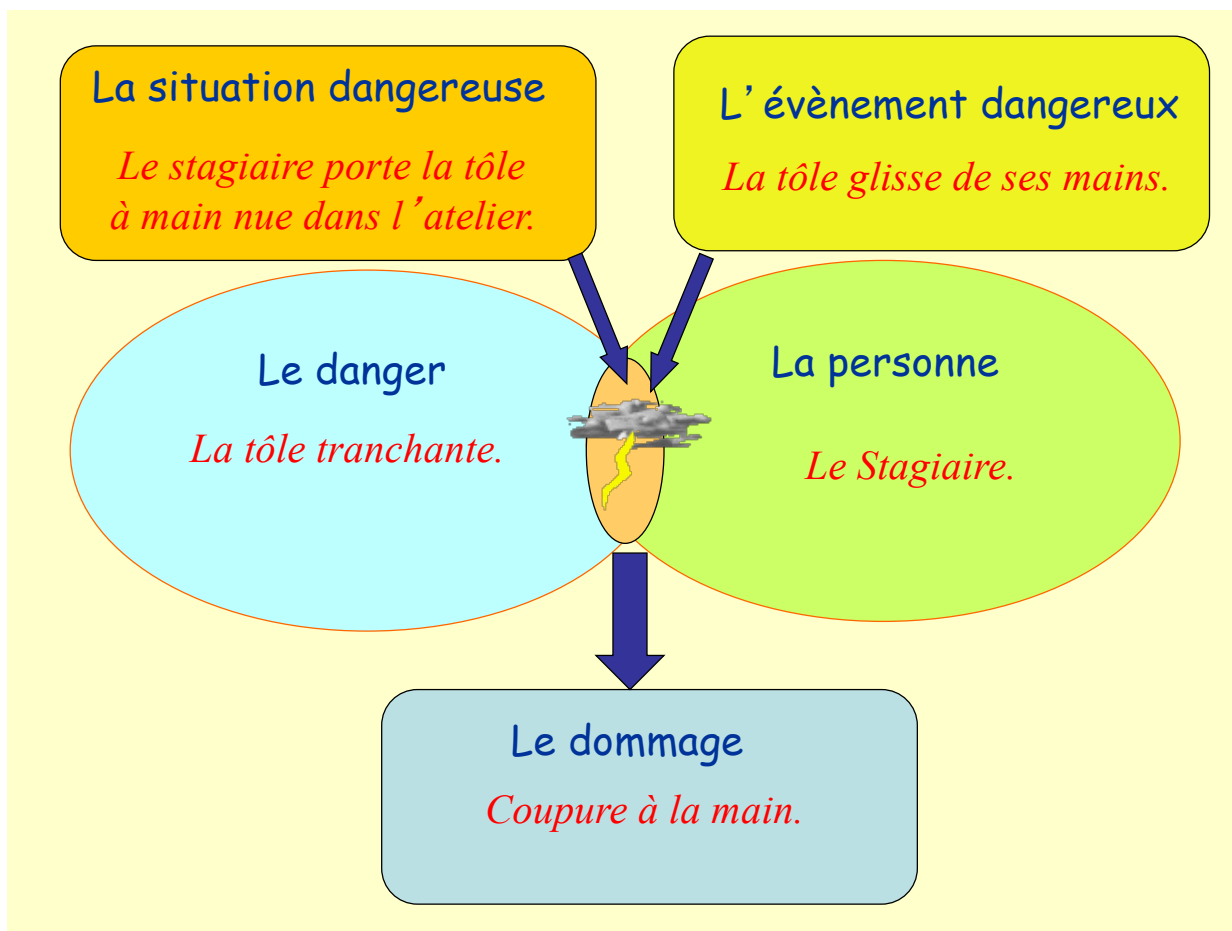 La situation dangereuse
Le stagiaire porte la tôle
à main nue dans l’atelier.
L’évènement dangereux
La tôle glisse de ses mains.
Le danger
La tôle tranchante.
La personne
Le Stagiaire.
Le dommage
Coupure à la main.